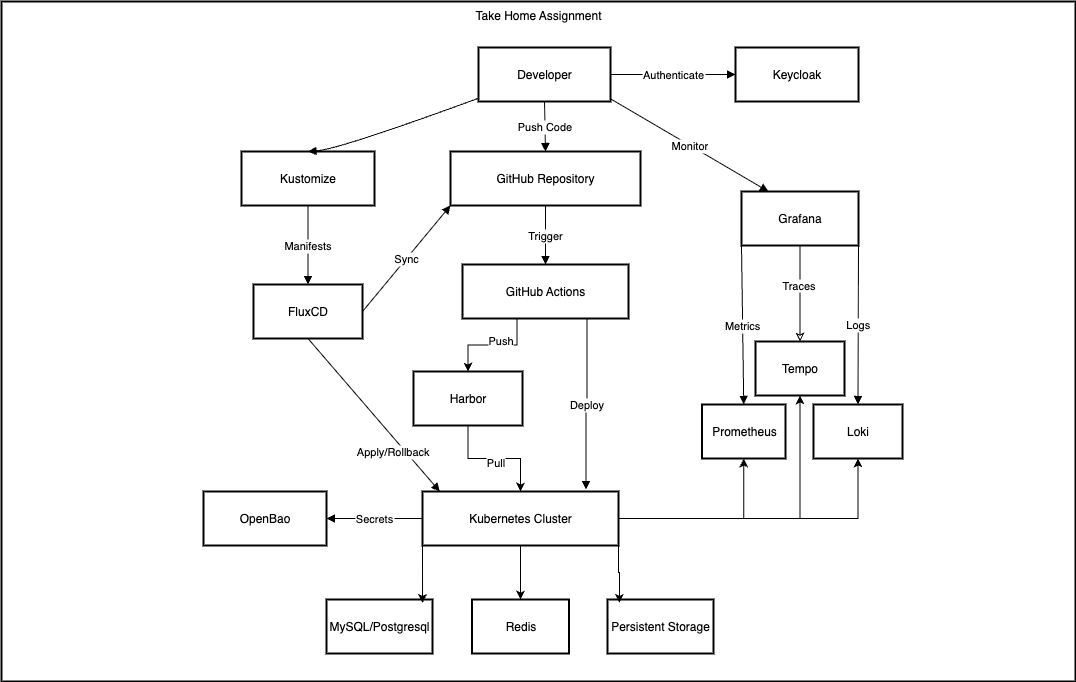 Take Home Assignment
Developer
Authenticate
Keycloak
Push Code
Monitor
Kustomize
GitHub Repository
Grafana
Manifests
Sync
Trigger
Traces
FluxCD
GitHub Actions
Metrics
Logs
Push
Tempo
Harbor
Deploy
Prometheus
Loki
Apply/Rollback
Pull
OpenBao
Secrets
Kubernetes Cluster
MySQL/Postgresql
Redis
Persistent Storage